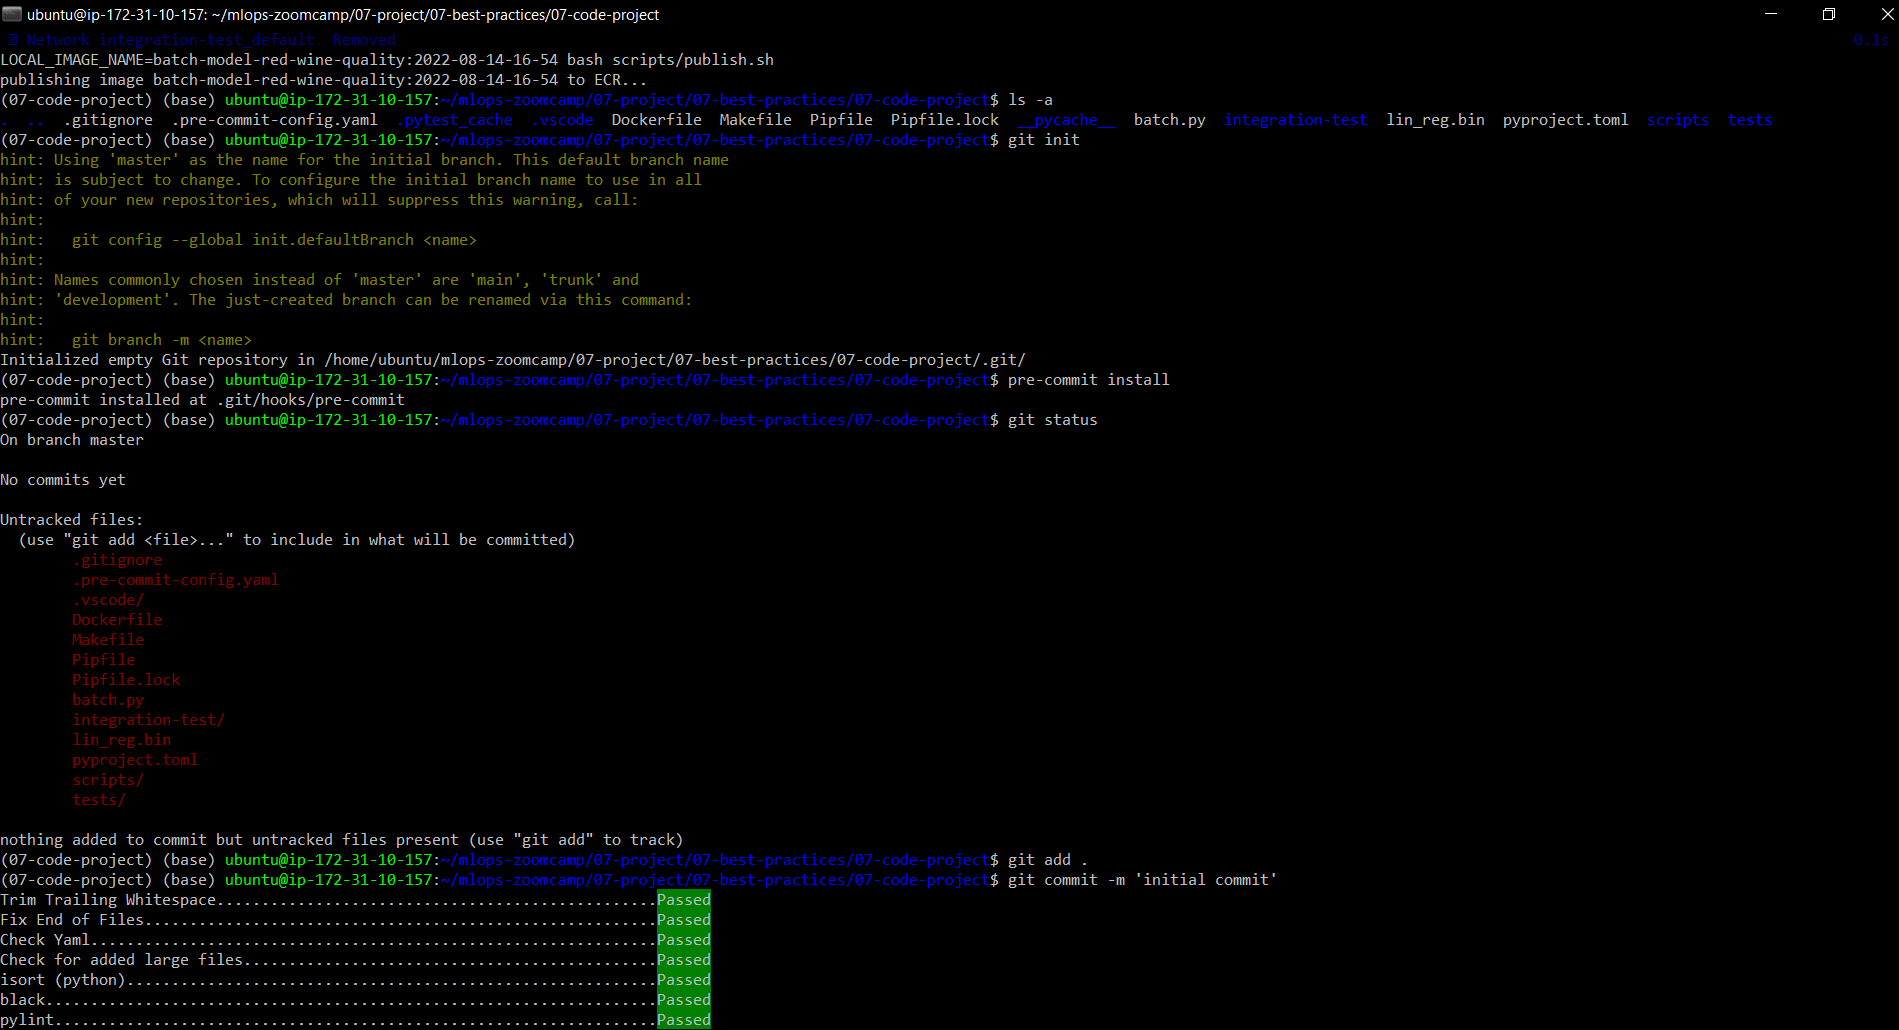 ubuntu@ip-172-31-10-157: ~/mlops-zoomcamp/07-project/07-best-practices/07-code-project
Network integration-test_default  Removed 0.1s
LOCAL_IMAGE_NAME=batch-model-red-wine-quality:2022-08-14-16-54 bash scripts/publish.sh
publishing image batch-model-red-wine-quality:2022-08-14-16-54 to ECR...
(07-code-project) (base) ubuntu@ip-172-31-10-157:~/mlops-zoomcamp/07-project/07-best-practices/07-code-project$ ls -a
.  ..  .gitignore  .pre-commit-config.yaml  .pytest_cache  .vscode  Dockerfile  Makefile  Pipfile  Pipfile.lock  __pycache__  batch.py  integration-test  lin_reg.bin  pyproject.toml  scripts  tests
(07-code-project) (base) ubuntu@ip-172-31-10-157:~/mlops-zoomcamp/07-project/07-best-practices/07-code-project$ git init
hint: Using 'master' as the name for the initial branch. This default branch name
hint: is subject to change. To configure the initial branch name to use in all
hint: of your new repositories, which will suppress this warning, call:
hint:
hint:   git config --global init.defaultBranch <name>
hint:
hint: Names commonly chosen instead of 'master' are 'main', 'trunk' and
hint: 'development'. The just-created branch can be renamed via this command:
hint:
hint:   git branch -m <name>
Initialized empty Git repository in /home/ubuntu/mlops-zoomcamp/07-project/07-best-practices/07-code-project/.git/
(07-code-project) (base) ubuntu@ip-172-31-10-157:~/mlops-zoomcamp/07-project/07-best-practices/07-code-project$ pre-commit install
pre-commit installed at .git/hooks/pre-commit
(07-code-project) (base) ubuntu@ip-172-31-10-157:~/mlops-zoomcamp/07-project/07-best-practices/07-code-project$ git status
On branch master
No commits yet
Untracked files:
  (use "git add <file>..." to include in what will be committed)
        .gitignore
        .pre-commit-config.yaml
        .vscode/
        Dockerfile
        Makefile
        Pipfile
        Pipfile.lock
        batch.py
        integration-test/
        lin_reg.bin
        pyproject.toml
        scripts/
        tests/
nothing added to commit but untracked files present (use "git add" to track)
(07-code-project) (base) ubuntu@ip-172-31-10-157:~/mlops-zoomcamp/07-project/07-best-practices/07-code-project$ git add .
(07-code-project) (base) ubuntu@ip-172-31-10-157:~/mlops-zoomcamp/07-project/07-best-practices/07-code-project$ git commit -m 'initial commit'
Trim Trailing Whitespace.................................................Passed
Fix End of Files.........................................................Passed
Check Yaml...............................................................Passed
Check for added large files..............................................Passed
isort (python)...........................................................Passed
black....................................................................Passed
pylint...................................................................Passed